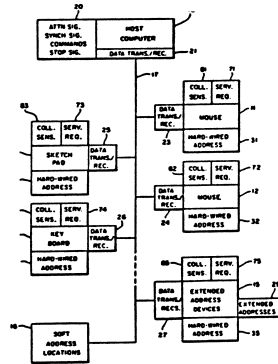 20
ATTN SIG.
SYNCH SIG.
COMMANDS
STOP SIG.
HOST
COMPUTER
DATA TRANS./REC.
21
17
61
71
COLL. SENS.
SERV. REQ.
MOUSE
HARD-WIRED ADDRESS
DATA TRANS./REC.
23
11
31
63
73
COLL. SENS.
SERV. REQ.
SKETCH PAD
HARD-WIRED ADDRESS
DATA TRANS./REC.
25
62
72
COLL. SENS.
SERV. REQ.
MOUSE
HARD-WIRED ADDRESS
DATA TRANS./REC.
24
12
32
74
COLL. SENS.
SERV. REQ.
KEY BOARD
HARD-WIRED ADDRESS
DATA TRANS./REC.
26
75
COLL. SENS.
SERV. REQ.
EXTENDED ADDRESS DEVICES
HARD-WIRED ADDRESS
DATA TRANS./RECS.
27
15
35
EXTENDED ADDRESSES
SOFT ADDRESS LOCATIONS